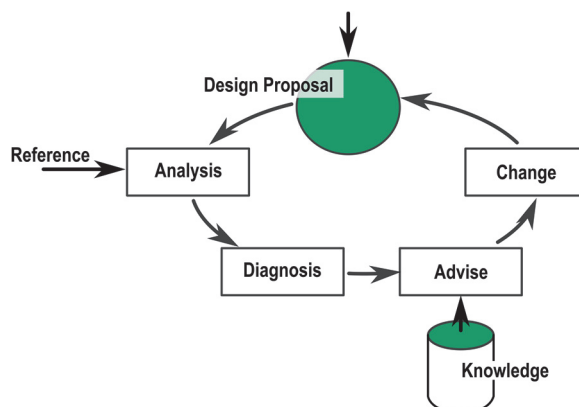 Design Proposal
Reference
Analysis
Change
Diagnosis
Advise
Knowledge